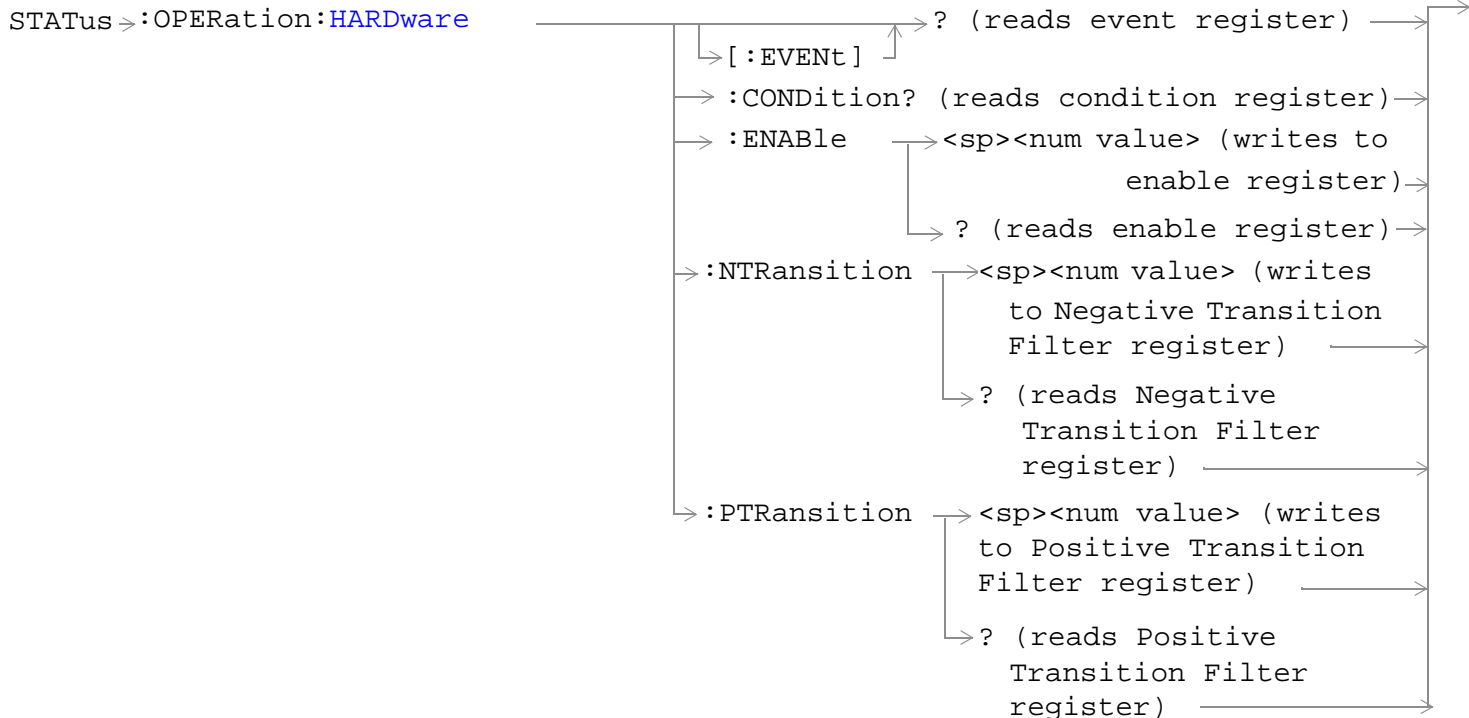 STATus :OPERation:HARDware ? (reads event register)
[:EVENt]
:CONDition? (reads condition register)
:ENABle <sp><num value> (writes to
enable register)
? (reads enable register)
:NTRansition <sp><num value> (writes
to Negative Transition
Filter register)
? (reads Negative
Transition Filter
register)
:PTRansition <sp><num value> (writes
to Positive Transition
Filter register)
? (reads Positive
Transition Filter
register)